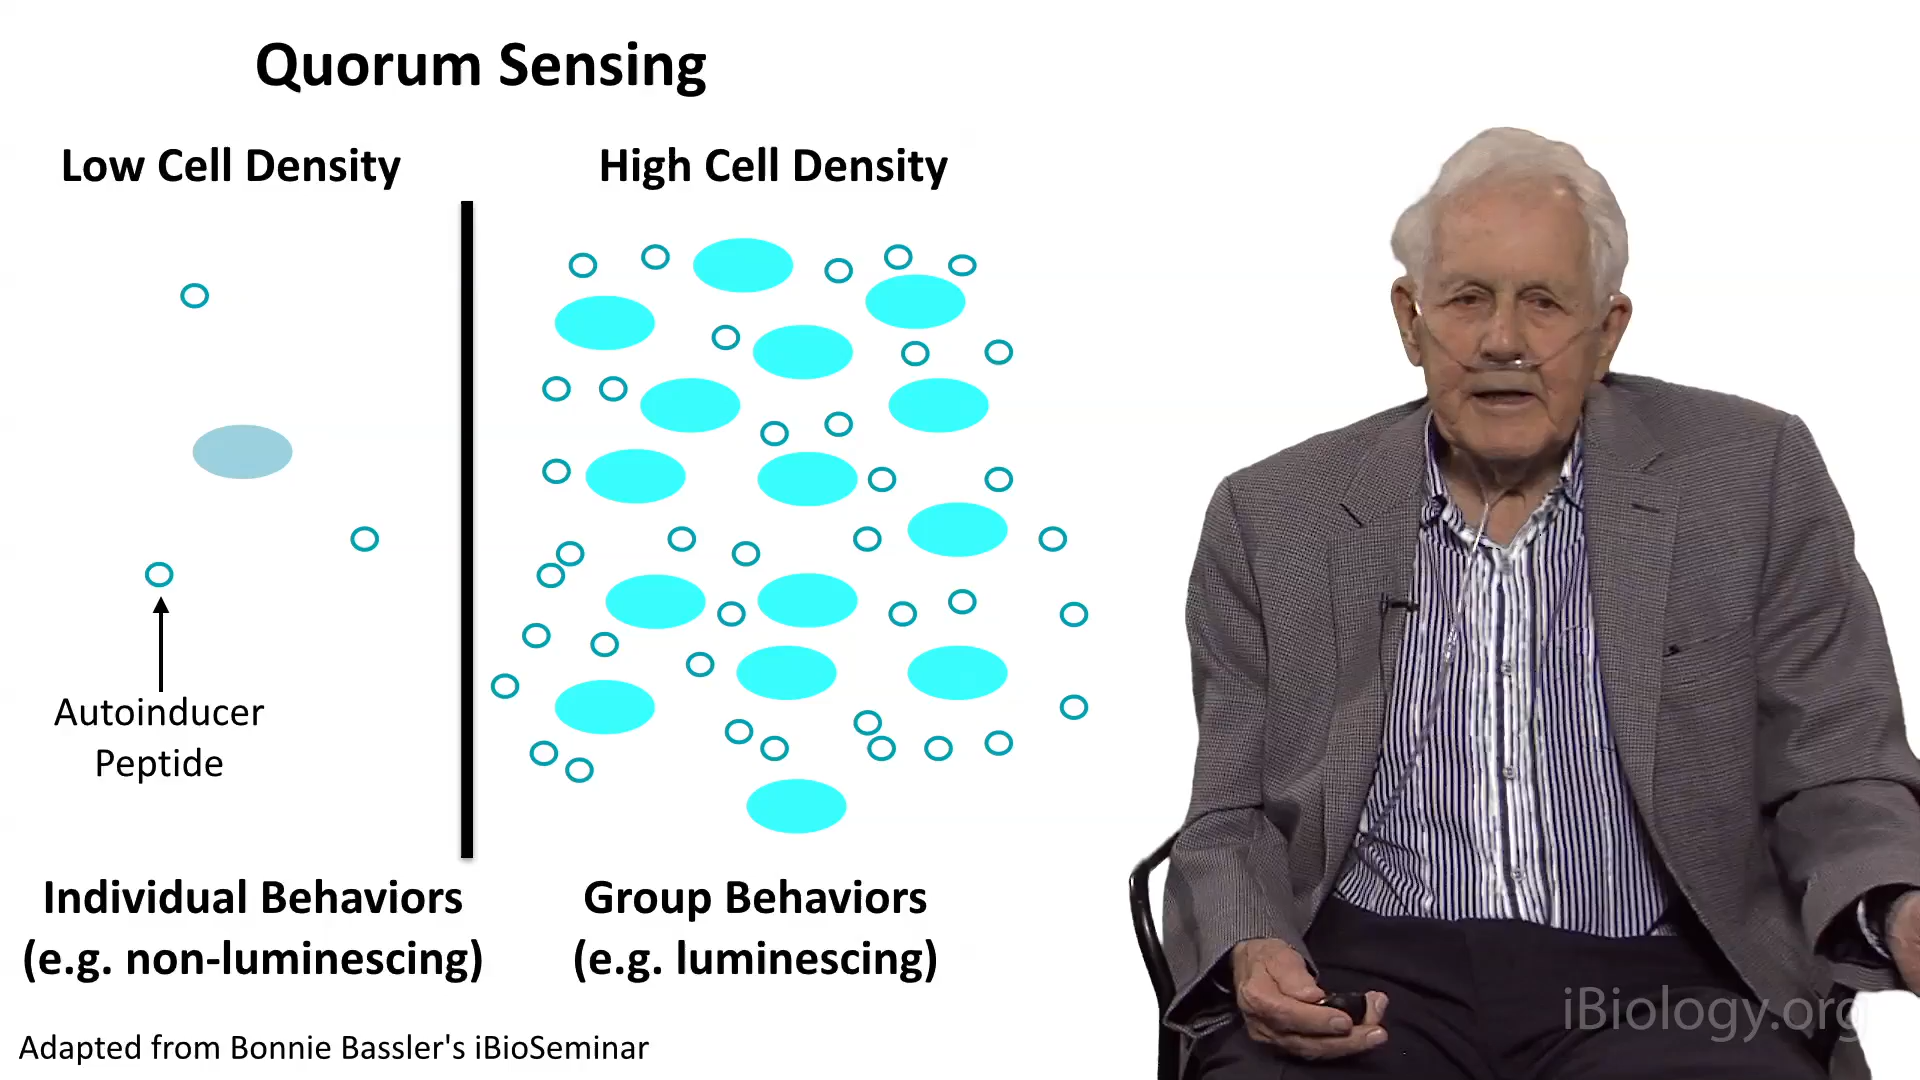 Quorum Sensing
Low Cell Density
High Cell Density
Autoinducer
Peptide
Individual Behaviors
(e.g. non-luminescing)
Group Behaviors
(e.g. luminescing)
Adapted from Bonnie Bassler's iBioSeminar
iBiology.org